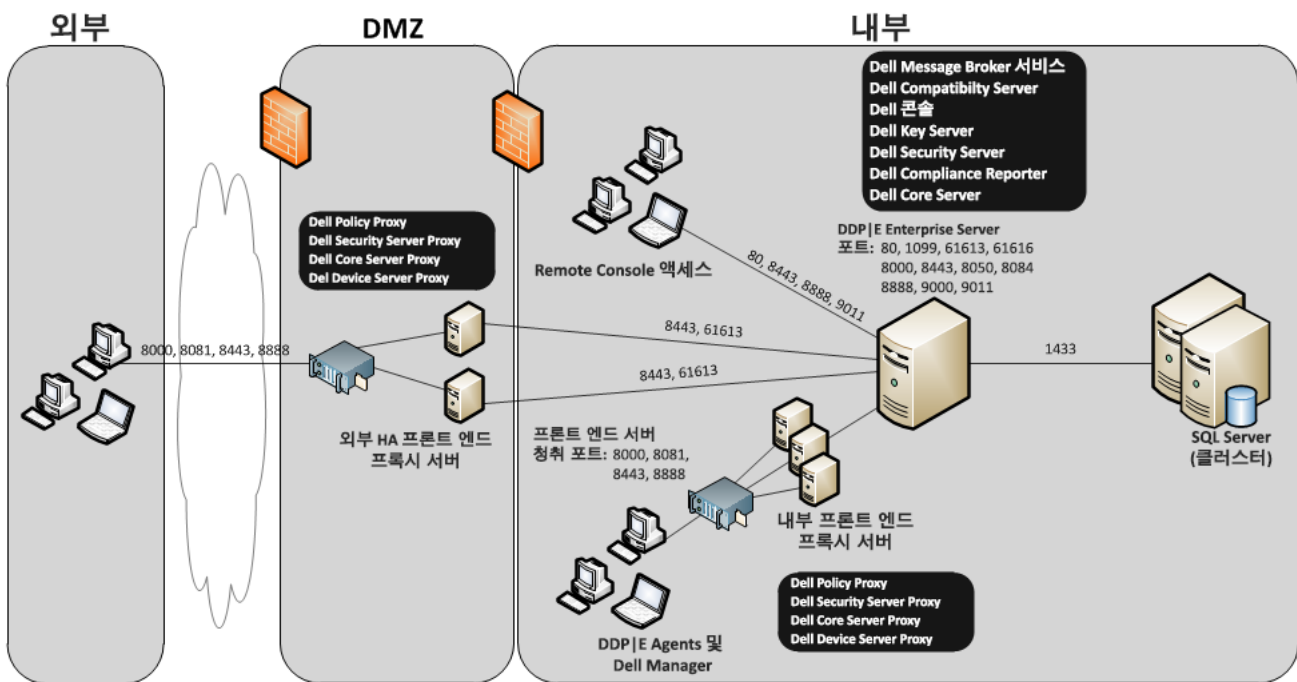 외부
DMZ
내부
Dell Message Broker 서비스
Dell Compatibilty Server
Dell 콘솔
Dell Key Server
Dell Security Server
Dell Compliance Reporter
Dell Core Server
DDP|E Enterprise Server
포트: 80, 1099, 61613, 61616
8000, 8443, 8050, 8084
8888, 9000, 9011
Dell Policy Proxy
Dell Security Server Proxy
Dell Core Server Proxy
Del Device Server Proxy
Remote Console 액세스
80, 8443, 8888, 9011
8000, 8081, 8443, 8888
8443, 61613
8443, 61613
1433
외부 HA 프론트 엔드
프록시 서버
프론트 엔드 서버
청취 포트: 8000, 8081,
8443, 8888
SQL Server
(클러스터)
내부 프론트 엔드
프록시 서버
Dell Policy Proxy
Dell Security Server Proxy
Dell Core Server Proxy
Dell Device Server Proxy
DDP|E Agents 및
Dell Manager